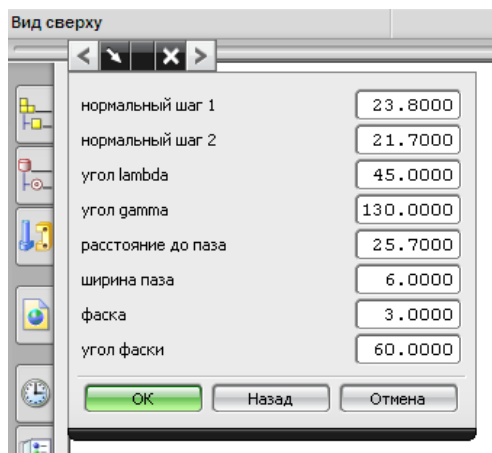 Вид сверху
нормальный шаг 1 23.8000
нормальный шаг 2 21.7000
угол lambda 45.0000
угол gamma 130.0000
расстояние до паза 25.7000
ширина паза 6.0000
фаска 3.0000
угол фаски 60.0000
ОК Назад Отмена